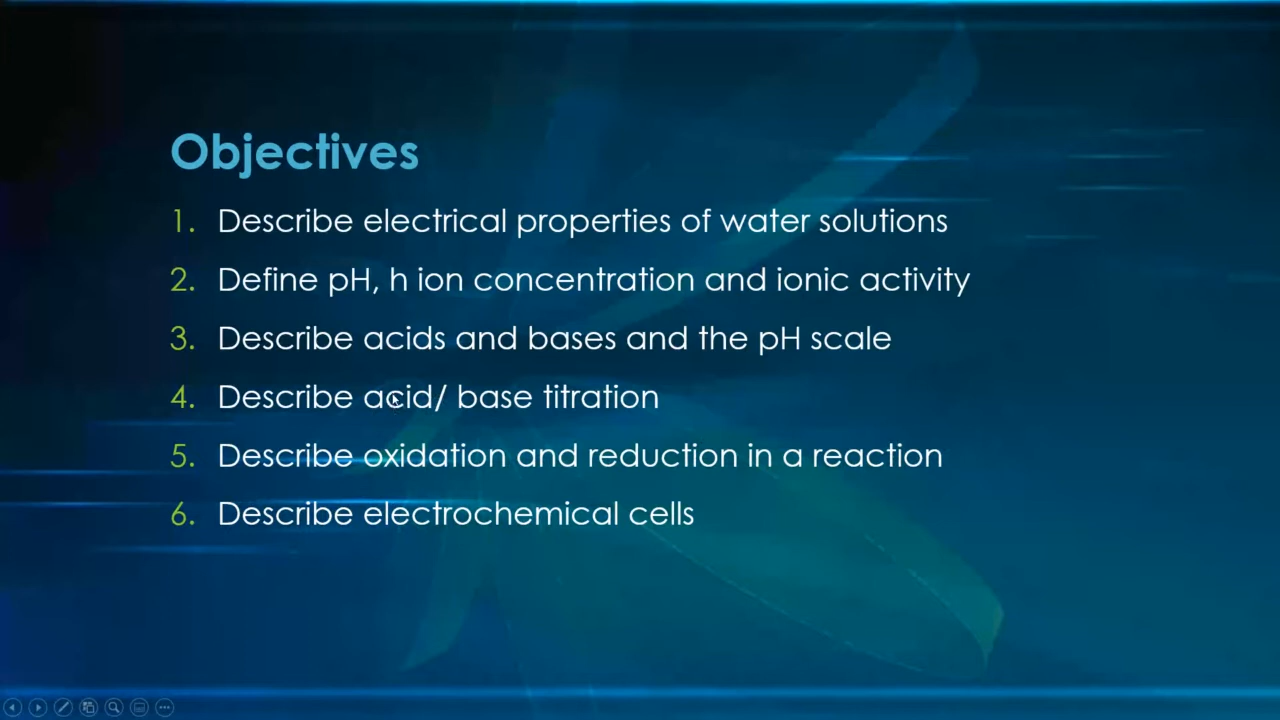 Objectives
1. Describe electrical properties of water solutions
2. Define pH, h ion concentration and ionic activity
3. Describe acids and bases and the pH scale
4. Describe acid/ base titration
5. Describe oxidation and reduction in a reaction
6. Describe electrochemical cells